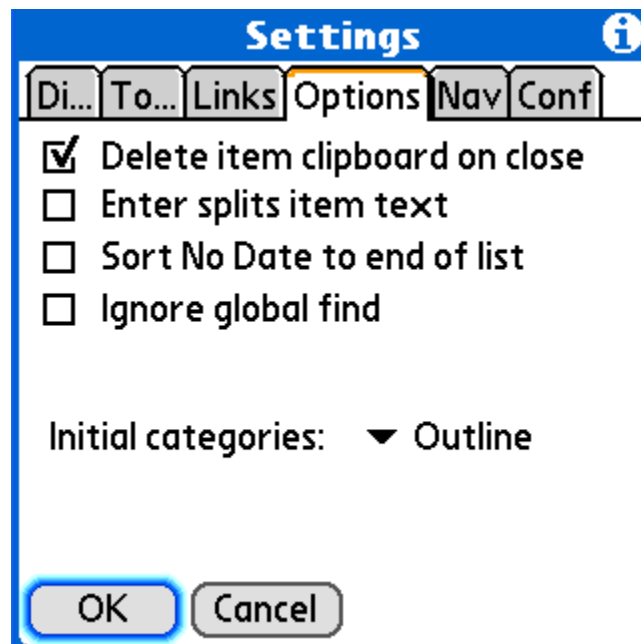 Settings
Di... To... Links Options Nav Conf
Delete item clipboard on close
Enter splits item text
Sort No Date to end of list
Ignore global find
Initial categories: Outline
OK Cancel